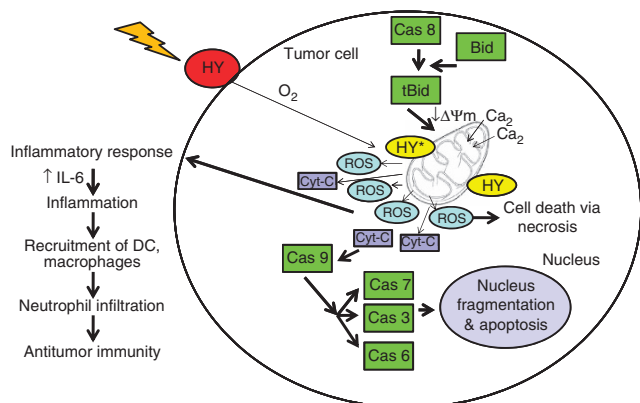 Tumor cell
Cas 8
Bid
HY
O2
tBid
↓ΔΨm
Ca2
Ca2
HY*
ROS
Cyt-C
ROS
HY
ROS
ROS
Cell death via
necrosis
Cyt-C
Cyt-C
Nucleus
Cas 9
Cas 7
Cas 3
Cas 6
Nucleus
fragmentation
& apoptosis
Inflammatory response
↑ IL-6
Inflammation
Recruitment of DC,
macrophages
Neutrophil infiltration
Antitumor immunity